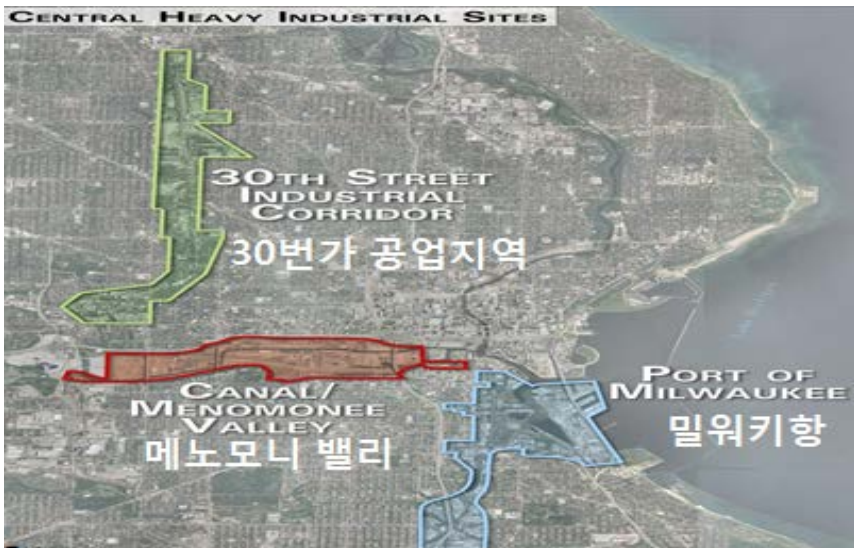 CENTRAL HEAVY INDUSTRIAL SITES
30TH STREET
INDUSTRIAL
CORRIDOR
30번가 공업지역
CANAL/
MENOMONEE
VALLEY
메노모니 밸리
PORT OF
MILWAUKEE
밀워키항